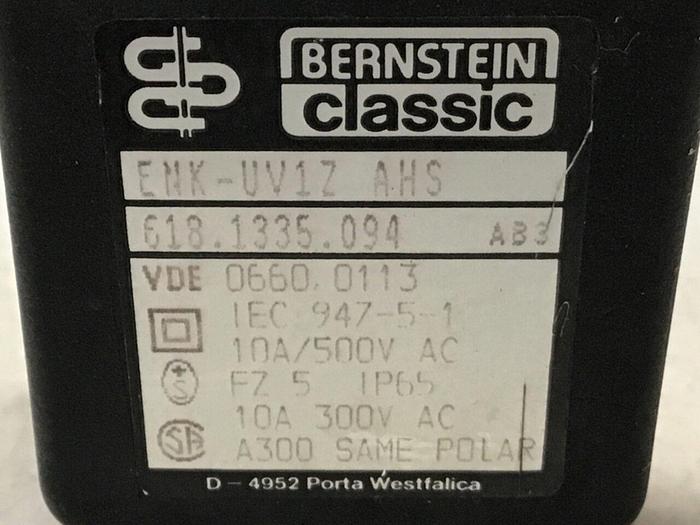 BERNSTEIN
classic
ENK-UV1Z AHS
618.1335.094 AB3
VDE 0660, 0113
IEC 947-5-1
10A/500V AC
S FZ 5 IP65
10A 300V AC
SA A300 SAME POLAR
D - 4952 Porta Westfalica